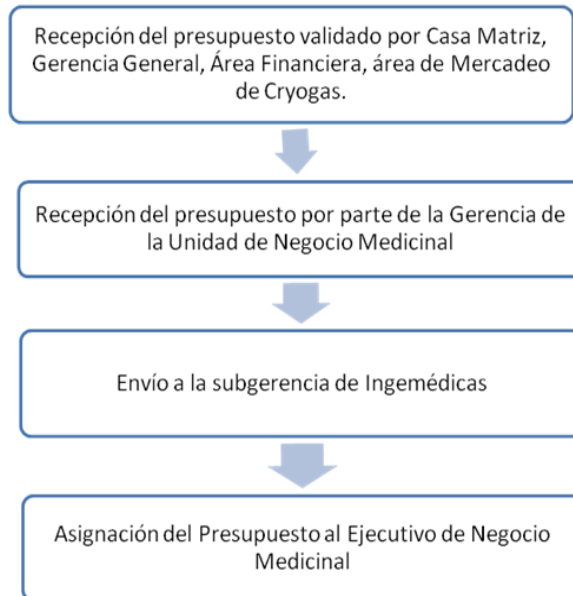 Recepción del presupuesto validado por Casa Matriz,
Gerencia General, Área Financiera, área de Mercadeo
de Cryogas.
Recepción del presupuesto por parte de la Gerencia de
la Unidad de Negocio Medicinal
Envío a la subgerencia de Ingemédicas
Asignación del Presupuesto al Ejecutivo de Negocio
Medicinal